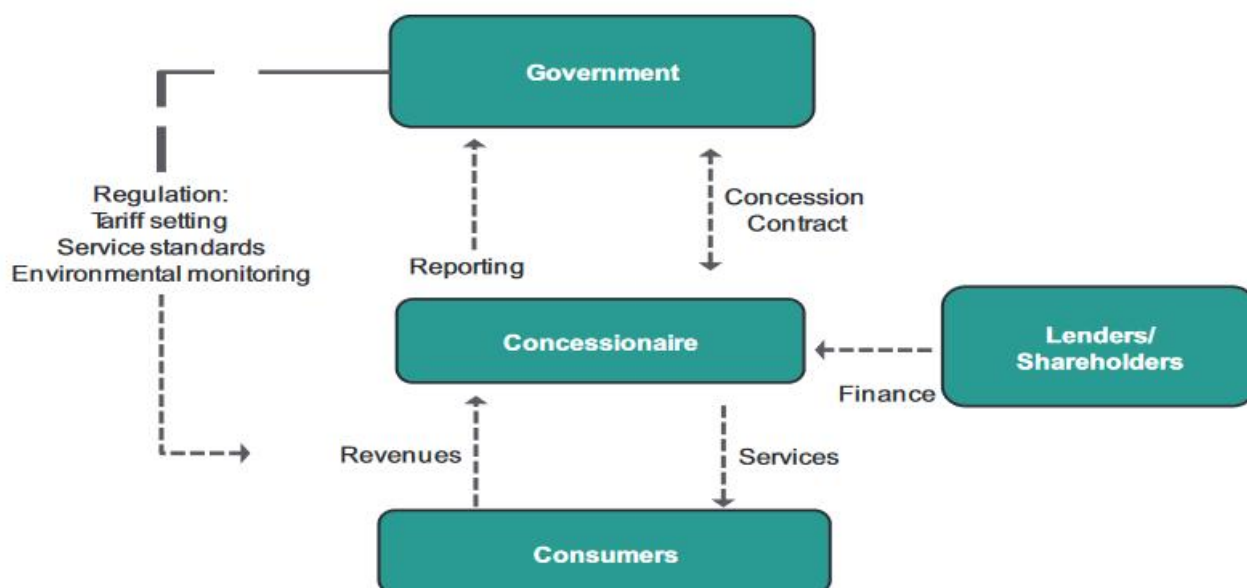 Government
Regulation:
Tariff setting
Service standards
Environmental monitoring
Concession
Contract
Reporting
Concessionaire
Lenders/
Shareholders
Finance
Revenues
Services
Consumers